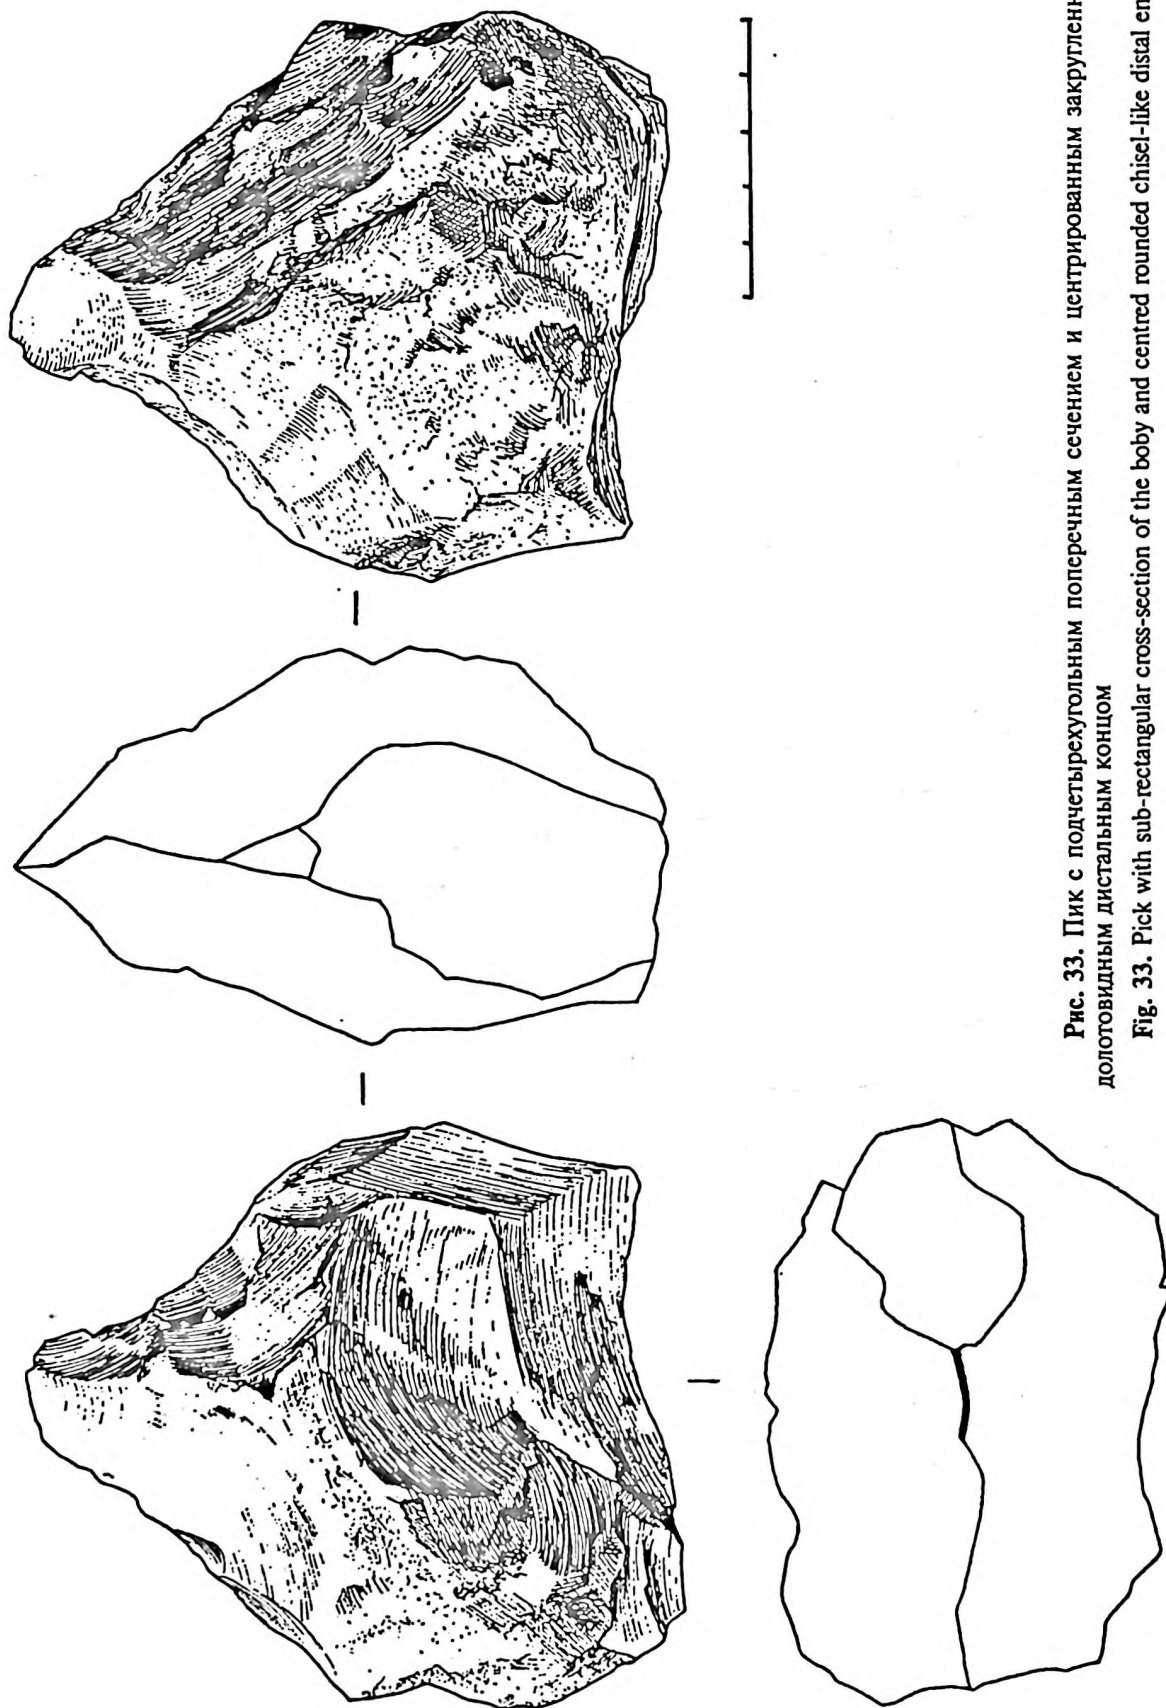 Рис. 33. Пик с подчетырехугольным поперечным сечением и центрированным закруглен
долотовидным дистальным концом
Fig. 33. Pick with sub-rectangular cross-section of the boby and centred rounded chisel-like distal en